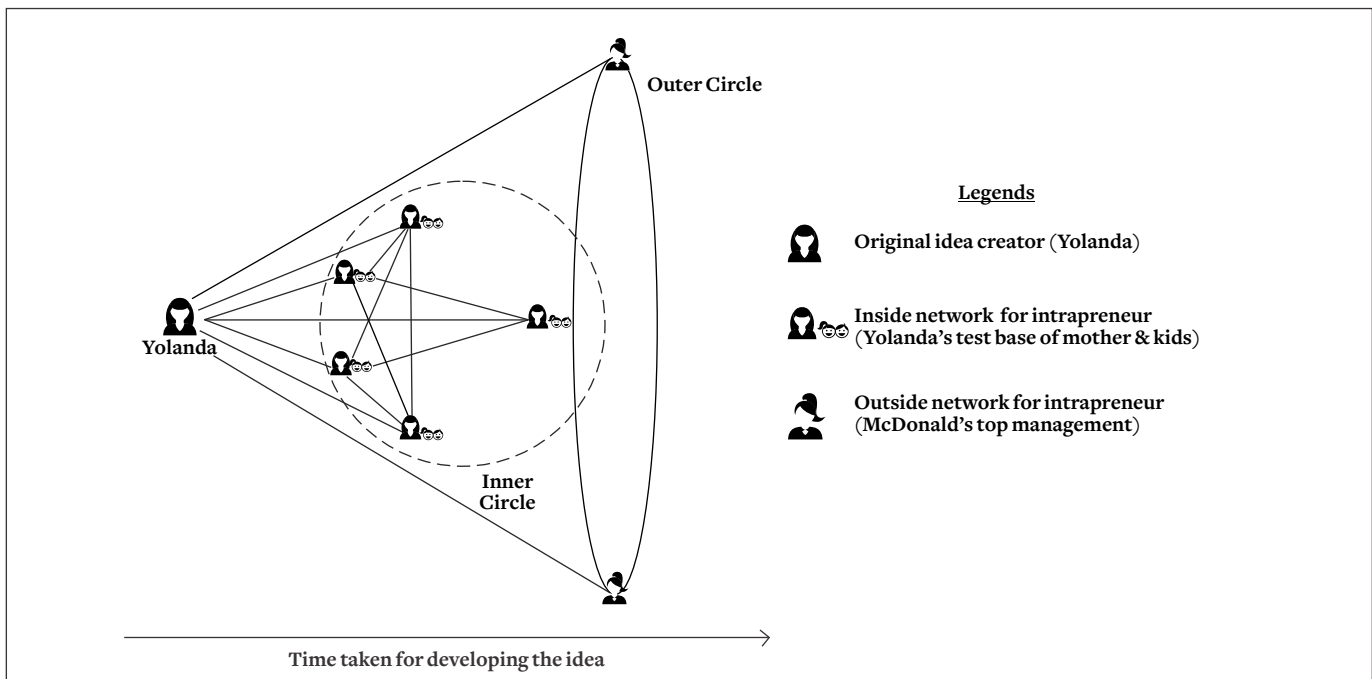 Outer Circle
Yolanda
Inner
Circle
Time taken for developing the idea
Legends
Original idea creator (Yolanda)
Inside network for intrapreneur
(Yolanda's test base of mother & kids)
Outside network for intrapreneur
(McDonald's top management)